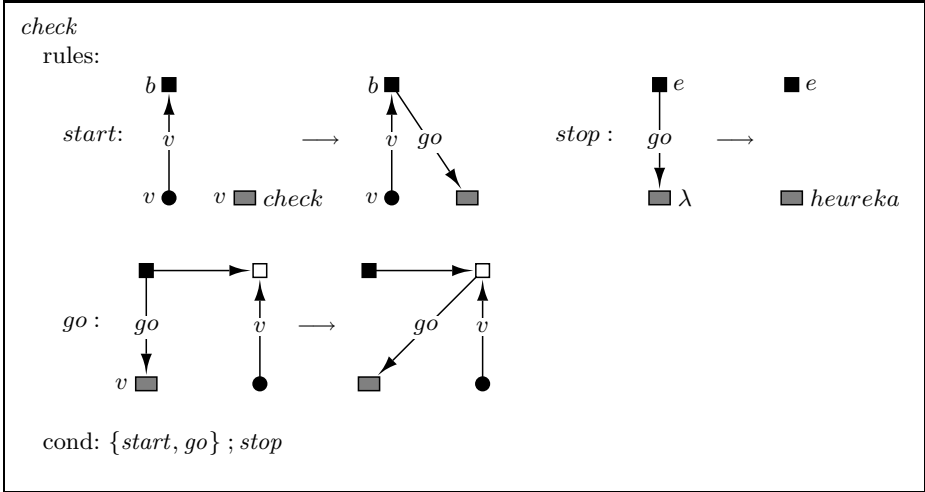 check
rules:
b b e e
start: v ⟶ v go stop : go ⟶
v v check v λ heureka
go : go v ⟶ go v
v
cond: {start, go} ; stop